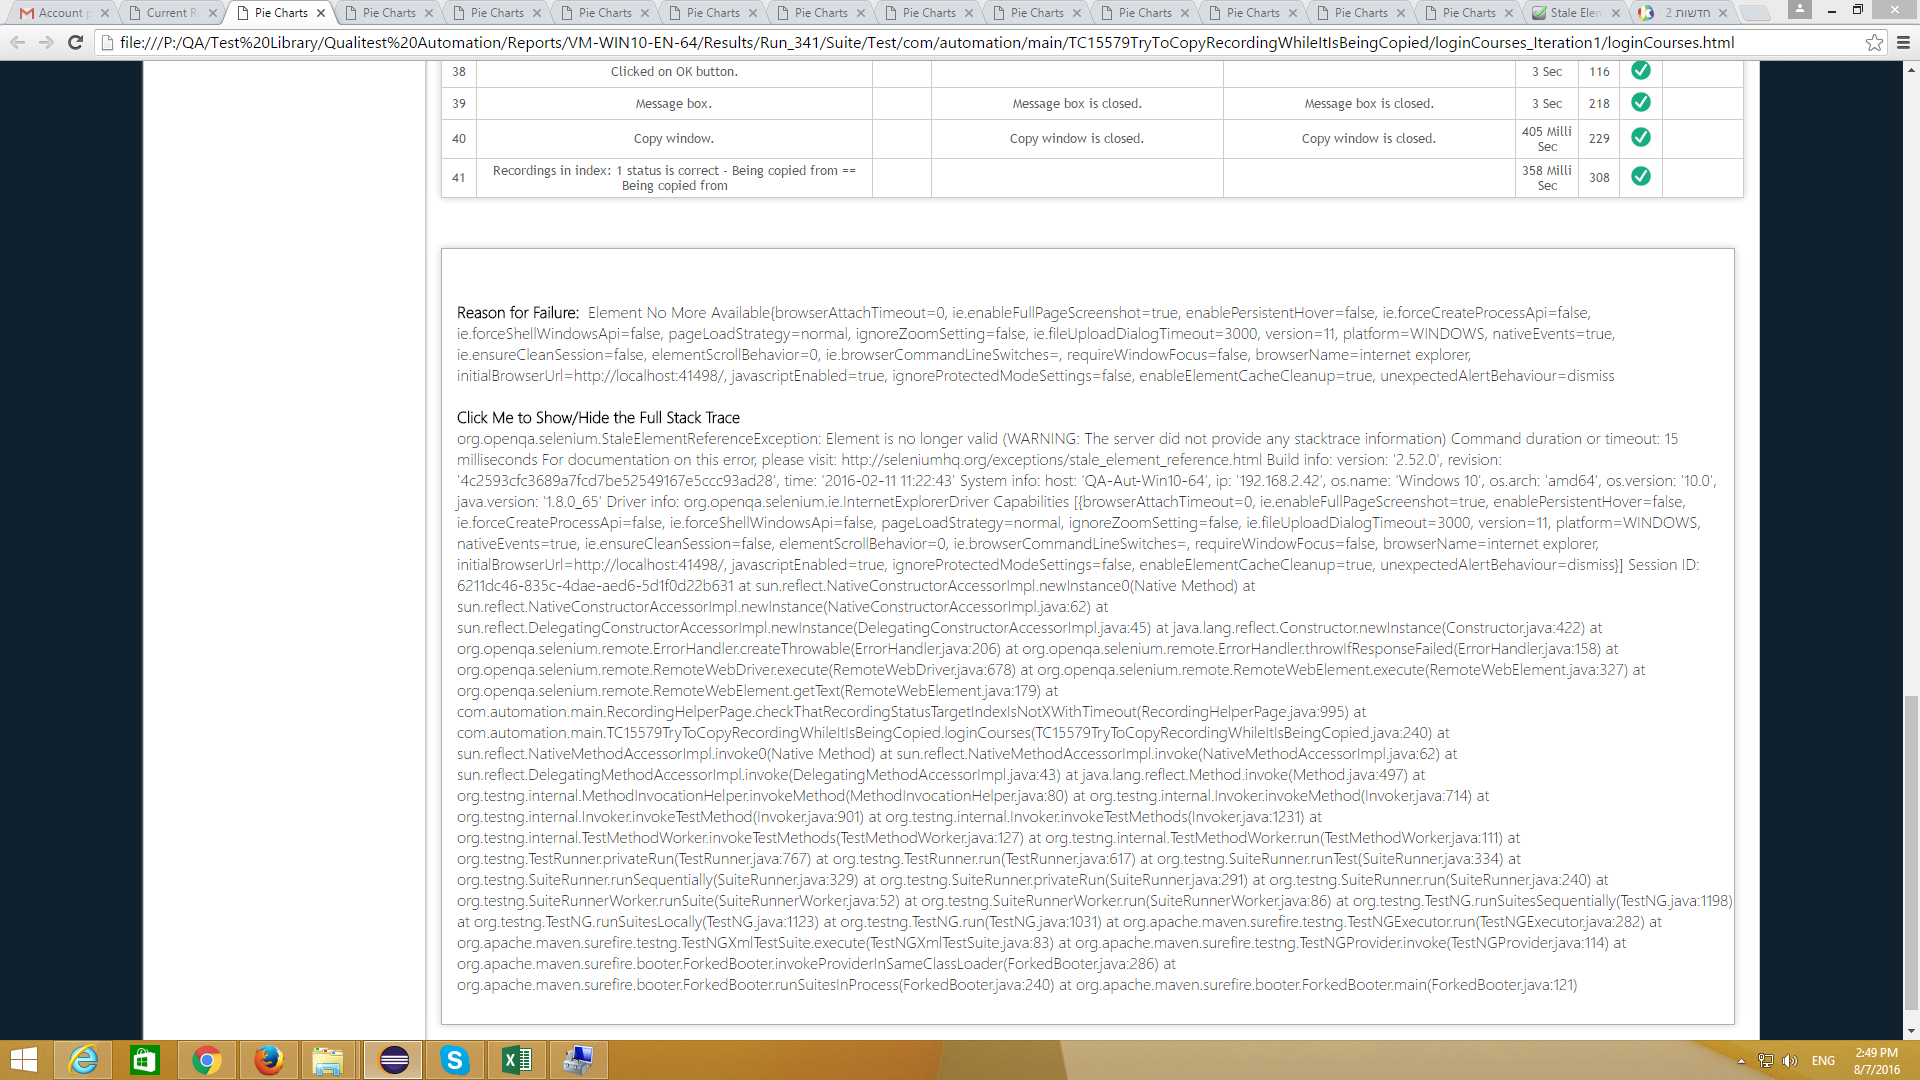 Account p
Current R
Pie Charts
Pie Charts
Pie Charts
Pie Charts
Pie Charts
Pie Charts
Pie Charts
Pie Charts
Pie Charts
Pie Charts
Pie Charts
Pie Charts
Stale Elem
חדשות 2
file:///P:/QA/Test%20Library/Qualitest%20Automation/Reports/VM-WIN10-EN-64/Results/Run_341/Suite/Test/com/automation/main/TC15579TryToCopyRecordingWhileItIsBeingCopied/loginCourses_Iteration1/loginCourses.html
38 Clicked on OK button. 3 Sec 116
39 Message box. Message box is closed. Message box is closed. 3 Sec 218
40 Copy window. Copy window is closed. Copy window is closed. 405 Milli Sec 229
41 Recordings in index: 1 status is correct - Being copied from == Being copied from 358 Milli Sec 308
Reason for Failure: Element No More Available{browserAttachTimeout=0, ie.enableFullPageScreenshot=true, enablePersistentHover=false, ie.forceCreateProcessApi=false,
ie.forceShellWindowsApi=false, pageLoadStrategy=normal, ignoreZoomSetting=false, ie.fileUploadDialogTimeout=3000, version=11, platform=WINDOWS, nativeEvents=true,
ie.ensureCleanSession=false, elementScrollBehavior=0, ie.browserCommandLineSwitches=, requireWindowFocus=false, browserName=internet explorer,
initialBrowserUrl=http://localhost:41498/, javascriptEnabled=true, ignoreProtectedModeSettings=false, enableElementCacheCleanup=true, unexpectedAlertBehaviour=dismiss
Click Me to Show/Hide the Full Stack Trace
org.openqa.selenium.StaleElementReferenceException: Element is no longer valid (WARNING: The server did not provide any stacktrace information) Command duration or timeout: 15
milliseconds For documentation on this error, please visit: http://seleniumhq.org/exceptions/stale_element_reference.html Build info: version: '2.52.0', revision:
'4c2593cfc3689a7fcd7be52549167e5ccc93ad28', time: '2016-02-11 11:22:43' System info: host: 'QA-Aut-Win10-64', ip: '192.168.2.42', os.name: 'Windows 10', os.arch: 'amd64', os.version: '10.0',
java.version: '1.8.0_65' Driver info: org.openqa.selenium.ie.InternetExplorerDriver Capabilities [{browserAttachTimeout=0, ie.enableFullPageScreenshot=true, enablePersistentHover=false,
ie.forceCreateProcessApi=false, ie.forceShellWindowsApi=false, pageLoadStrategy=normal, ignoreZoomSetting=false, ie.fileUploadDialogTimeout=3000, version=11, platform=WINDOWS,
nativeEvents=true, ie.ensureCleanSession=false, elementScrollBehavior=0, ie.browserCommandLineSwitches=, requireWindowFocus=false, browserName=internet explorer,
initialBrowserUrl=http://localhost:41498/, javascriptEnabled=true, ignoreProtectedModeSettings=false, enableElementCacheCleanup=true, unexpectedAlertBehaviour=dismiss}] Session ID:
6211dc46-835c-4dae-aed6-5d1f0d22b631 at sun.reflect.NativeConstructorAccessorImpl.newInstance0(Native Method) at
sun.reflect.NativeConstructorAccessorImpl.newInstance(NativeConstructorAccessorImpl.java:62) at
sun.reflect.DelegatingConstructorAccessorImpl.newInstance(DelegatingConstructorAccessorImpl.java:45) at java.lang.reflect.Constructor.newInstance(Constructor.java:422) at
org.openqa.selenium.remote.ErrorHandler.createThrowable(ErrorHandler.java:206) at org.openqa.selenium.remote.ErrorHandler.throwIfResponseFailed(ErrorHandler.java:158) at
org.openqa.selenium.remote.RemoteWebDriver.execute(RemoteWebDriver.java:678) at org.openqa.selenium.remote.RemoteWebElement.execute(RemoteWebElement.java:327) at
org.openqa.selenium.remote.RemoteWebElement.getText(RemoteWebElement.java:179) at
com.automation.main.RecordingHelperPage.checkThatRecordingStatusTargetIndexIsNotXWithTimeout(RecordingHelperPage.java:995) at
com.automation.main.TC15579TryToCopyRecordingWhileItIsBeingCopied.loginCourses(TC15579TryToCopyRecordingWhileItIsBeingCopied.java:240) at
sun.reflect.NativeMethodAccessorImpl.invoke0(Native Method) at sun.reflect.NativeMethodAccessorImpl.invoke(NativeMethodAccessorImpl.java:62) at
sun.reflect.DelegatingMethodAccessorImpl.invoke(DelegatingMethodAccessorImpl.java:43) at java.lang.reflect.Method.invoke(Method.java:497) at
org.testng.internal.MethodInvocationHelper.invokeMethod(MethodInvocationHelper.java:80) at org.testng.internal.Invoker.invokeMethod(Invoker.java:714) at
org.testng.internal.Invoker.invokeTestMethod(Invoker.java:901) at org.testng.internal.Invoker.invokeTestMethods(Invoker.java:1231) at
org.testng.internal.TestMethodWorker.invokeTestMethods(TestMethodWorker.java:127) at org.testng.internal.TestMethodWorker.run(TestMethodWorker.java:111) at
org.testng.TestRunner.privateRun(TestRunner.java:767) at org.testng.TestRunner.run(TestRunner.java:617) at org.testng.SuiteRunner.runTest(SuiteRunner.java:334) at
org.testng.SuiteRunner.runSequentially(SuiteRunner.java:329) at org.testng.SuiteRunner.privateRun(SuiteRunner.java:291) at org.testng.SuiteRunner.run(SuiteRunner.java:240) at
org.testng.SuiteRunnerWorker.runSuite(SuiteRunnerWorker.java:52) at org.testng.SuiteRunnerWorker.run(SuiteRunnerWorker.java:86) at org.testng.TestNG.runSuitesSequentially(TestNG.java:1198)
at org.testng.TestNG.runSuitesLocally(TestNG.java:1123) at org.testng.TestNG.run(TestNG.java:1031) at org.apache.maven.surefire.testng.TestNGExecutor.run(TestNGExecutor.java:282) at
org.apache.maven.surefire.testng.TestNGXmlTestSuite.execute(TestNGXmlTestSuite.java:83) at org.apache.maven.surefire.testng.TestNGProvider.invoke(TestNGProvider.java:114) at
org.apache.maven.surefire.booter.ForkedBooter.invokeProviderInSameClassLoader(ForkedBooter.java:286) at
org.apache.maven.surefire.booter.ForkedBooter.runSuitesInProcess(ForkedBooter.java:240) at org.apache.maven.surefire.booter.ForkedBooter.main(ForkedBooter.java:121)
ENG
2:49 PM
8/7/2016